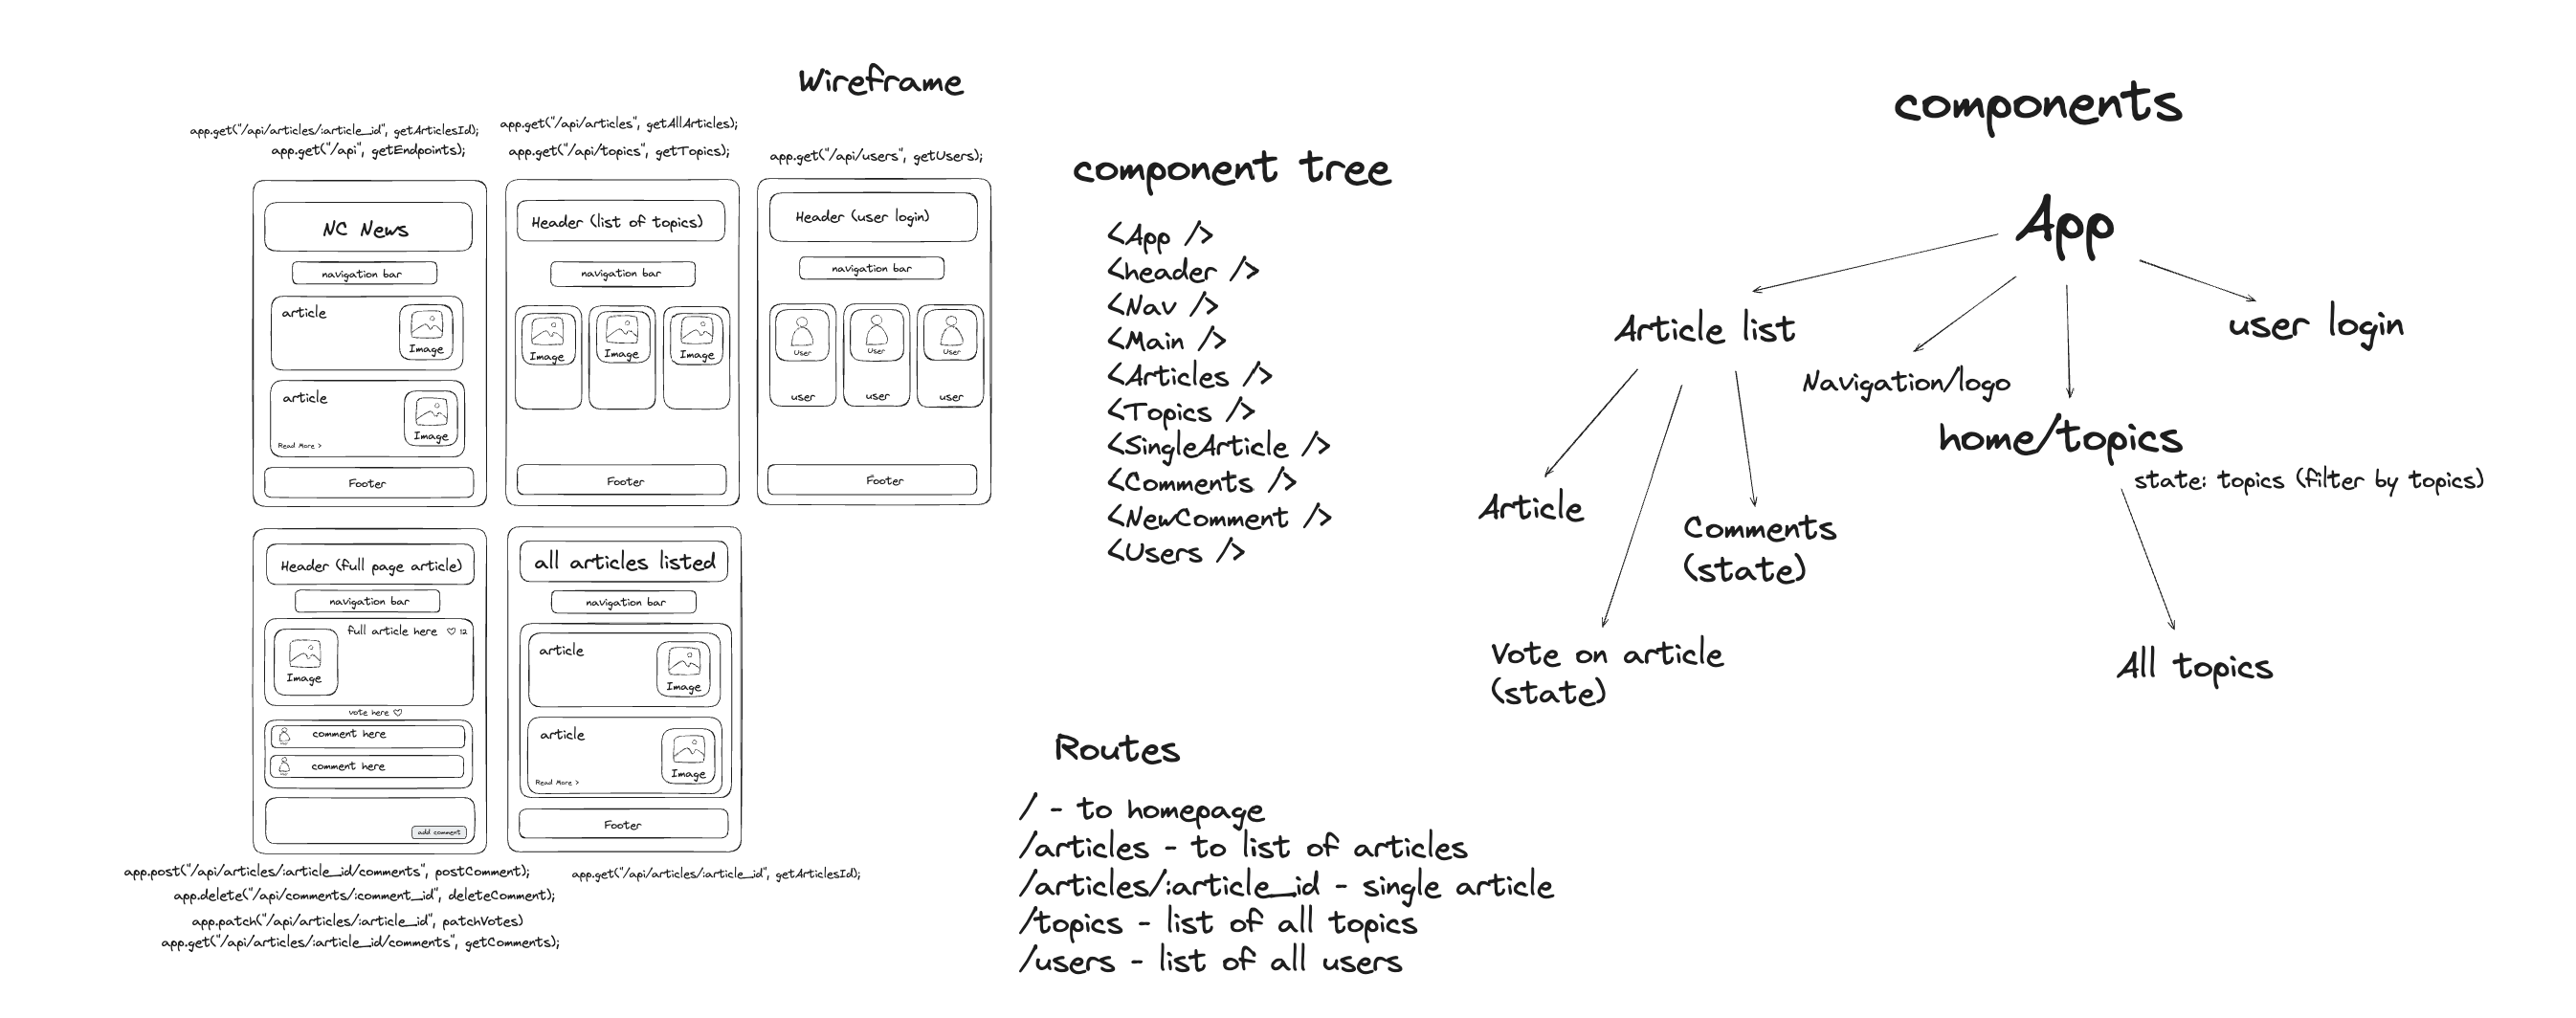 Wireframe
app.get("/api/articles/:article_id", getArticlesId);
app.get("/api", getEndpoints);
NC News
navigation bar
article
Image
article
Image
Read More >
Footer
app.get("/api/articles", getAllArticles);
app.get("/api/topics", getTopics);
Header (list of topics)
navigation bar
Image
Image
Image
Footer
app.get("/api/users", getUsers);
Header (user login)
navigation bar
User
User
User
user
user
user
Footer
Header (full page article)
navigation bar
full article here
12
Image
vote here
comment here
comment here
add comment
app.post("/api/articles/:article_id/comments", postComment);
app.delete("/api/comments/:comment_id", deleteComment);
app.patch("/api/articles/:article_id", patchVotes)
app.get("/api/articles/:article_id/comments", getComments);
all articles listed
navigation bar
article
Image
article
Image
Read More >
Footer
app.get("/api/articles/:article_id", getArticlesId);
component tree
<App />
<header />
<Nav />
<Main />
<Articles />
<Topics />
<SingleArticle />
<Comments />
<NewComment />
<Users />
Routes
/ - to homepage
/articles - to list of articles
/articles/:article_id - single article
/topics - list of all topics
/users - list of all users
components
App
Article list
Navigation/logo
home/topics
state: topics (filter by topics)
user login
Article
Comments
(state)
Vote on article
(state)
All topics